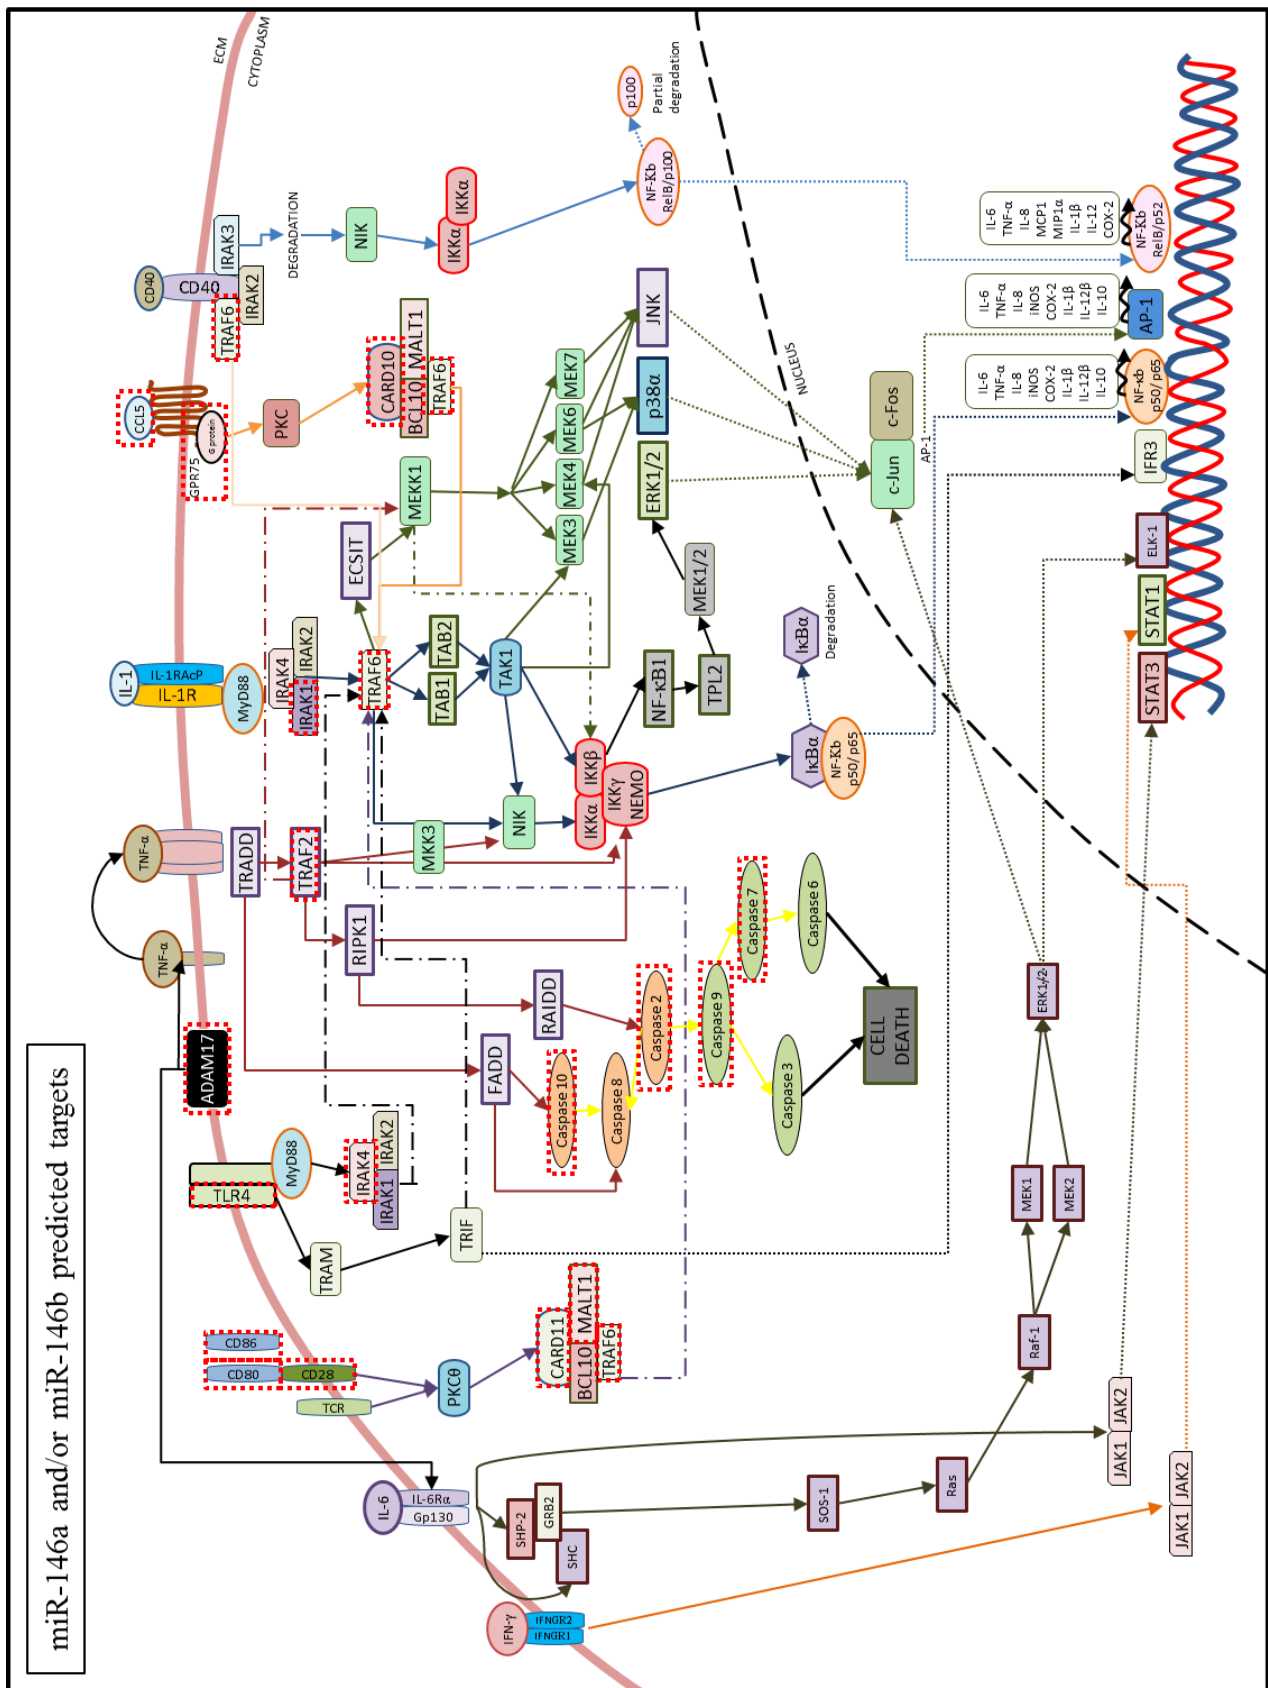 miR-146a and/or miR-146b predicted targets
ECM
CYTOPLASM
IFN-γ
IFNGR2
IFNGR1
IL-6
IL-6Rα
Gp130
SHP-2
GRB2
SHC
SOS-1
Ras
Raf-1
MEK1
MEK2
ERK1/2
JAK1
JAK2
JAK1
JAK2
CD86
CD80
CD28
TCR
PKCθ
CARD11
BCL10
MALT1
TRAF6
TLR4
MyD88
IRAK4
IRAK1
IRAK2
TRAM
TRIF
ADAM17
TNF-α
TNF-α
TRADD
TRAF2
RIPK1
FADD
RAIDD
Caspase 10
Caspase 8
Caspase 2
Caspase 9
Caspase 7
Caspase 3
Caspase 6
CELL
DEATH
MKK3
NIK
IL-1
IL-1RAcP
IL-1R
MyD88
IRAK4
IRAK1
IRAK2
TRAF6
ECSIT
TAB1
TAB2
TAK1
IKKα
IKKβ
IKKγ
NEMO
NF-κB1
TPL2
MEK1/2
IκBα
NF-Kb
p50/p65
IκBα
Degradation
MEKK1
MEK3
MEK4
MEK6
MEK7
ERK1/2
p38α
JNK
CCL5
G protein
GPR75
PKC
CARD10
BCL10
MALT1
TRAF6
CD40
CD40
TRAF6
IRAK3
IRAK2
DEGRADATION
NIK
IKKα
IKKα
NF-Kb
RelB/p100
p100
Partial
degradation
NUCLEUS
c-Jun
c-Fos
AP-1
STAT3
STAT1
ELK-1
IFR3
IL-6
TNF-α
IL-8
iNOS
COX-2
IL-1β
IL-12β
IL-10
NF-κb
p50/p65
IL-6
TNF-α
IL-8
iNOS
COX-2
IL-1β
IL-12β
IL-10
AP-1
IL-6
TNF-α
IL-8
MCP1
MIP1α
IL-1β
IL-12
COX-2
NF-Kb
RelB/p52